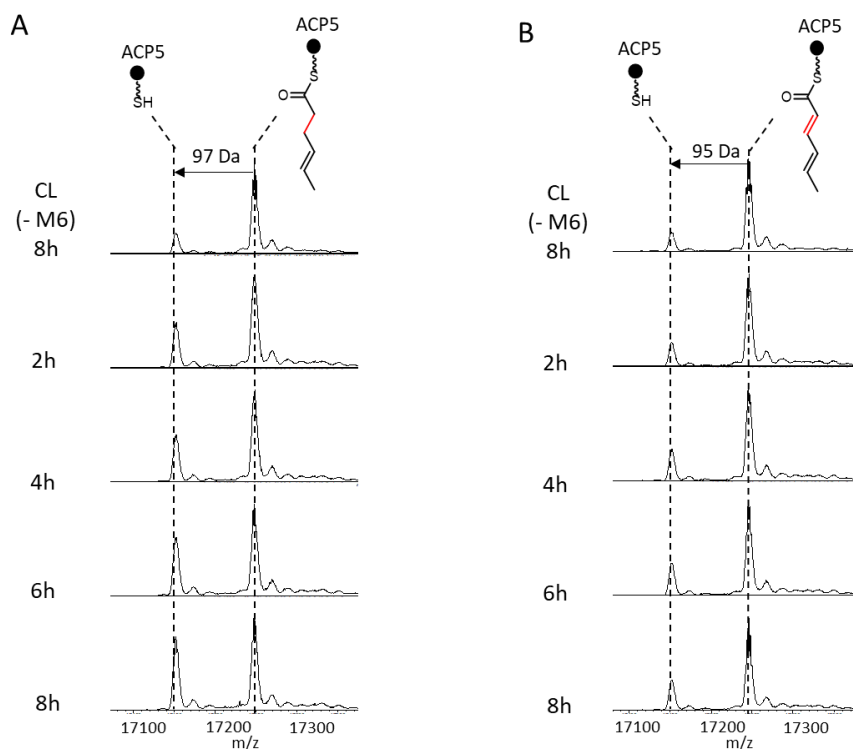 A
ACP5
SH
ACP5
S
O
97 Da
CL
(- M6)
8h
2h
4h
6h
8h
17100 17200 17300
m/z
B
ACP5
SH
ACP5
S
O
95 Da
CL
(- M6)
8h
2h
4h
6h
8h
17100 17200 17300
m/z